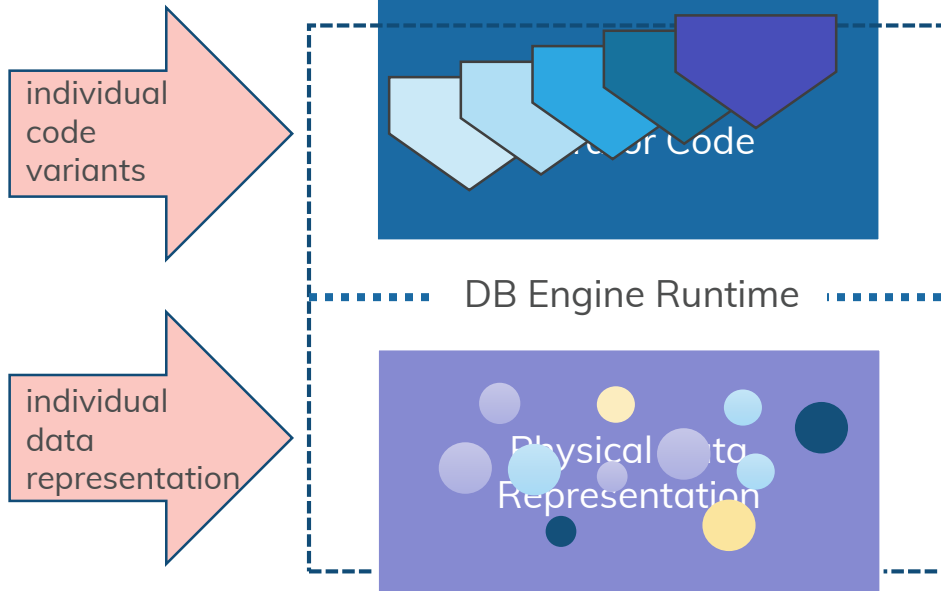 individual
code
variants
Code
DB Engine Runtime
individual
data
representation
Physical
Representation